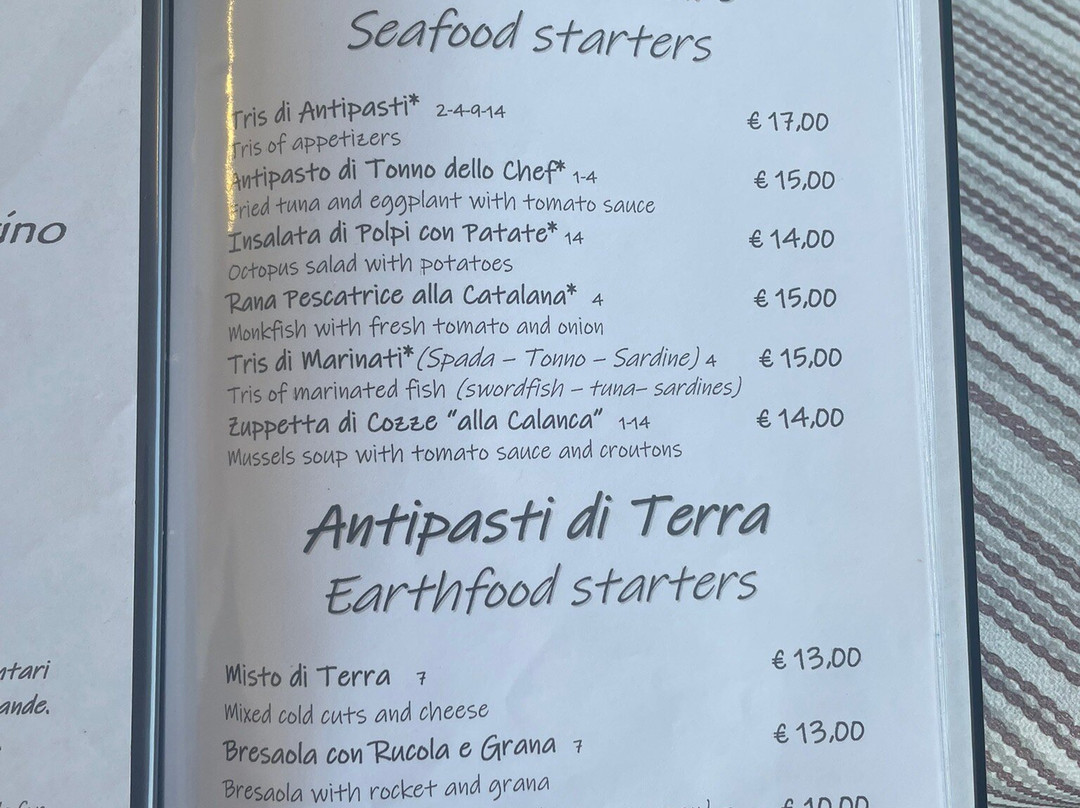 Seafood starters
Tris di Antipasti* 2-4-9-14 € 17,00
Tris of appetizers
Antipasto di Tonno dello Chef* 1-4 € 15,00
Fried tuna and eggplant with tomato sauce
Insalata di Polpi con Patate* 14 € 14,00
Octopus salad with potatoes
Rana Pescatrice alla Catalana* 4 € 15,00
Monkfish with fresh tomato and onion
Tris di Marinati* (Spada – Tonno – Sardine) 4 € 15,00
Tris of marinated fish (swordfish – tuna– sardines)
Zuppetta di Cozze "alla Calanca" 1-14 € 14,00
Mussels soup with tomato sauce and croutons
Antipasti di Terra
Earthfood starters
Misto di Terra 7 € 13,00
Mixed cold cuts and cheese
Bresaola con Rucola e Grana 7 € 13,00
Bresaola with rocket and grana
€ 10,00
ino
ntari
ande.